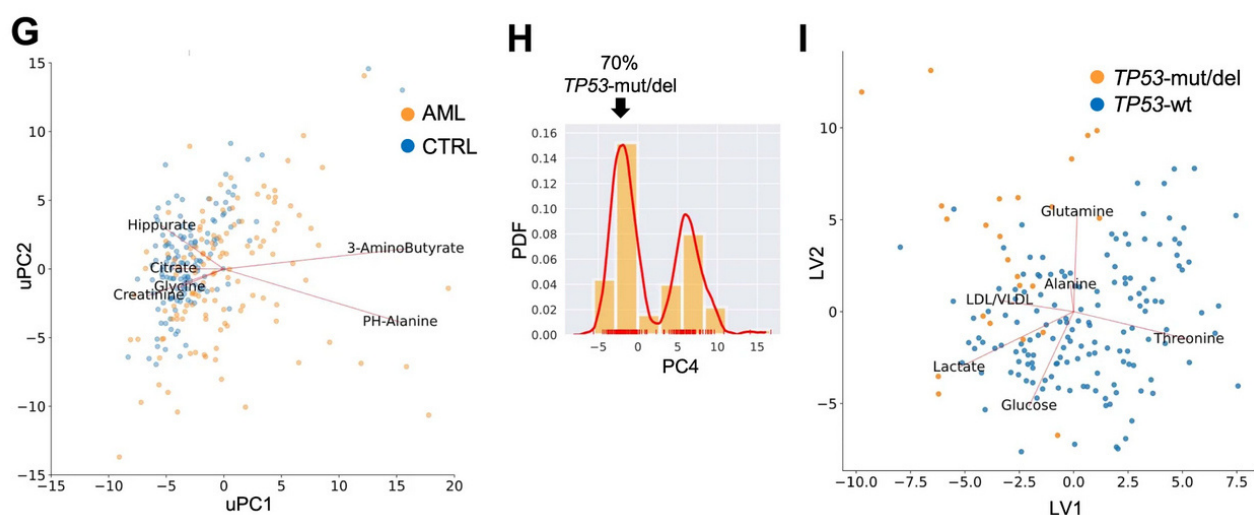 G
15
10
5
0
−5
−10
−15
−15
−10
−5
0
5
10
15
20
uPC2
uPC1
AML
CTRL
Hippurate
3-AminoButyrate
Citrate
Glycine
Creatinine
PH-Alanine
H
70%
TP53-mut/del
0.16
0.14
0.12
0.10
0.08
0.06
0.04
0.02
0.00
PDF
−5
0
5
10
15
PC4
I
TP53-mut/del
TP53-wt
10
5
0
−5
LV2
Glutamine
Alanine
LDL/VLDL
Threonine
Lactate
Glucose
−10.0
−7.5
−5.0
−2.5
0.0
2.5
5.0
7.5
LV1